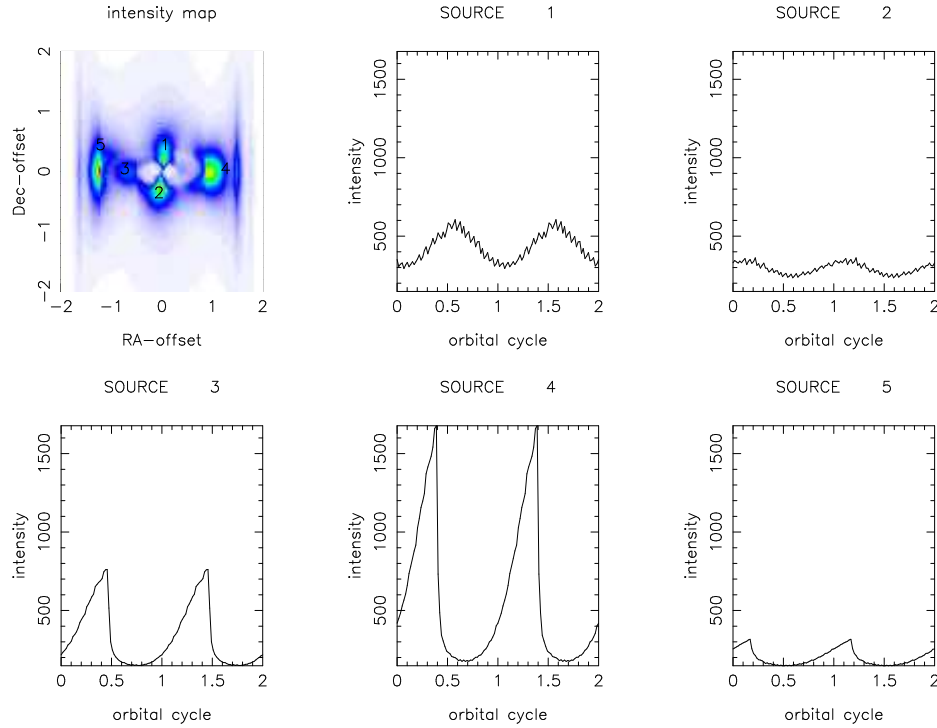 intensity map
SOURCE 1
SOURCE 2
Dec-offset
2
1
0
-1
-2
-2 -1 0 1 2
RA-offset
1
2
3
4
5
intensity
500 1000 1500
0 0.5 1 1.5 2
orbital cycle
intensity
500 1000 1500
0 0.5 1 1.5 2
orbital cycle
SOURCE 3
SOURCE 4
SOURCE 5
intensity
500 1000 1500
0 0.5 1 1.5 2
orbital cycle
intensity
500 1000 1500
0 0.5 1 1.5 2
orbital cycle
intensity
500 1000 1500
0 0.5 1 1.5 2
orbital cycle